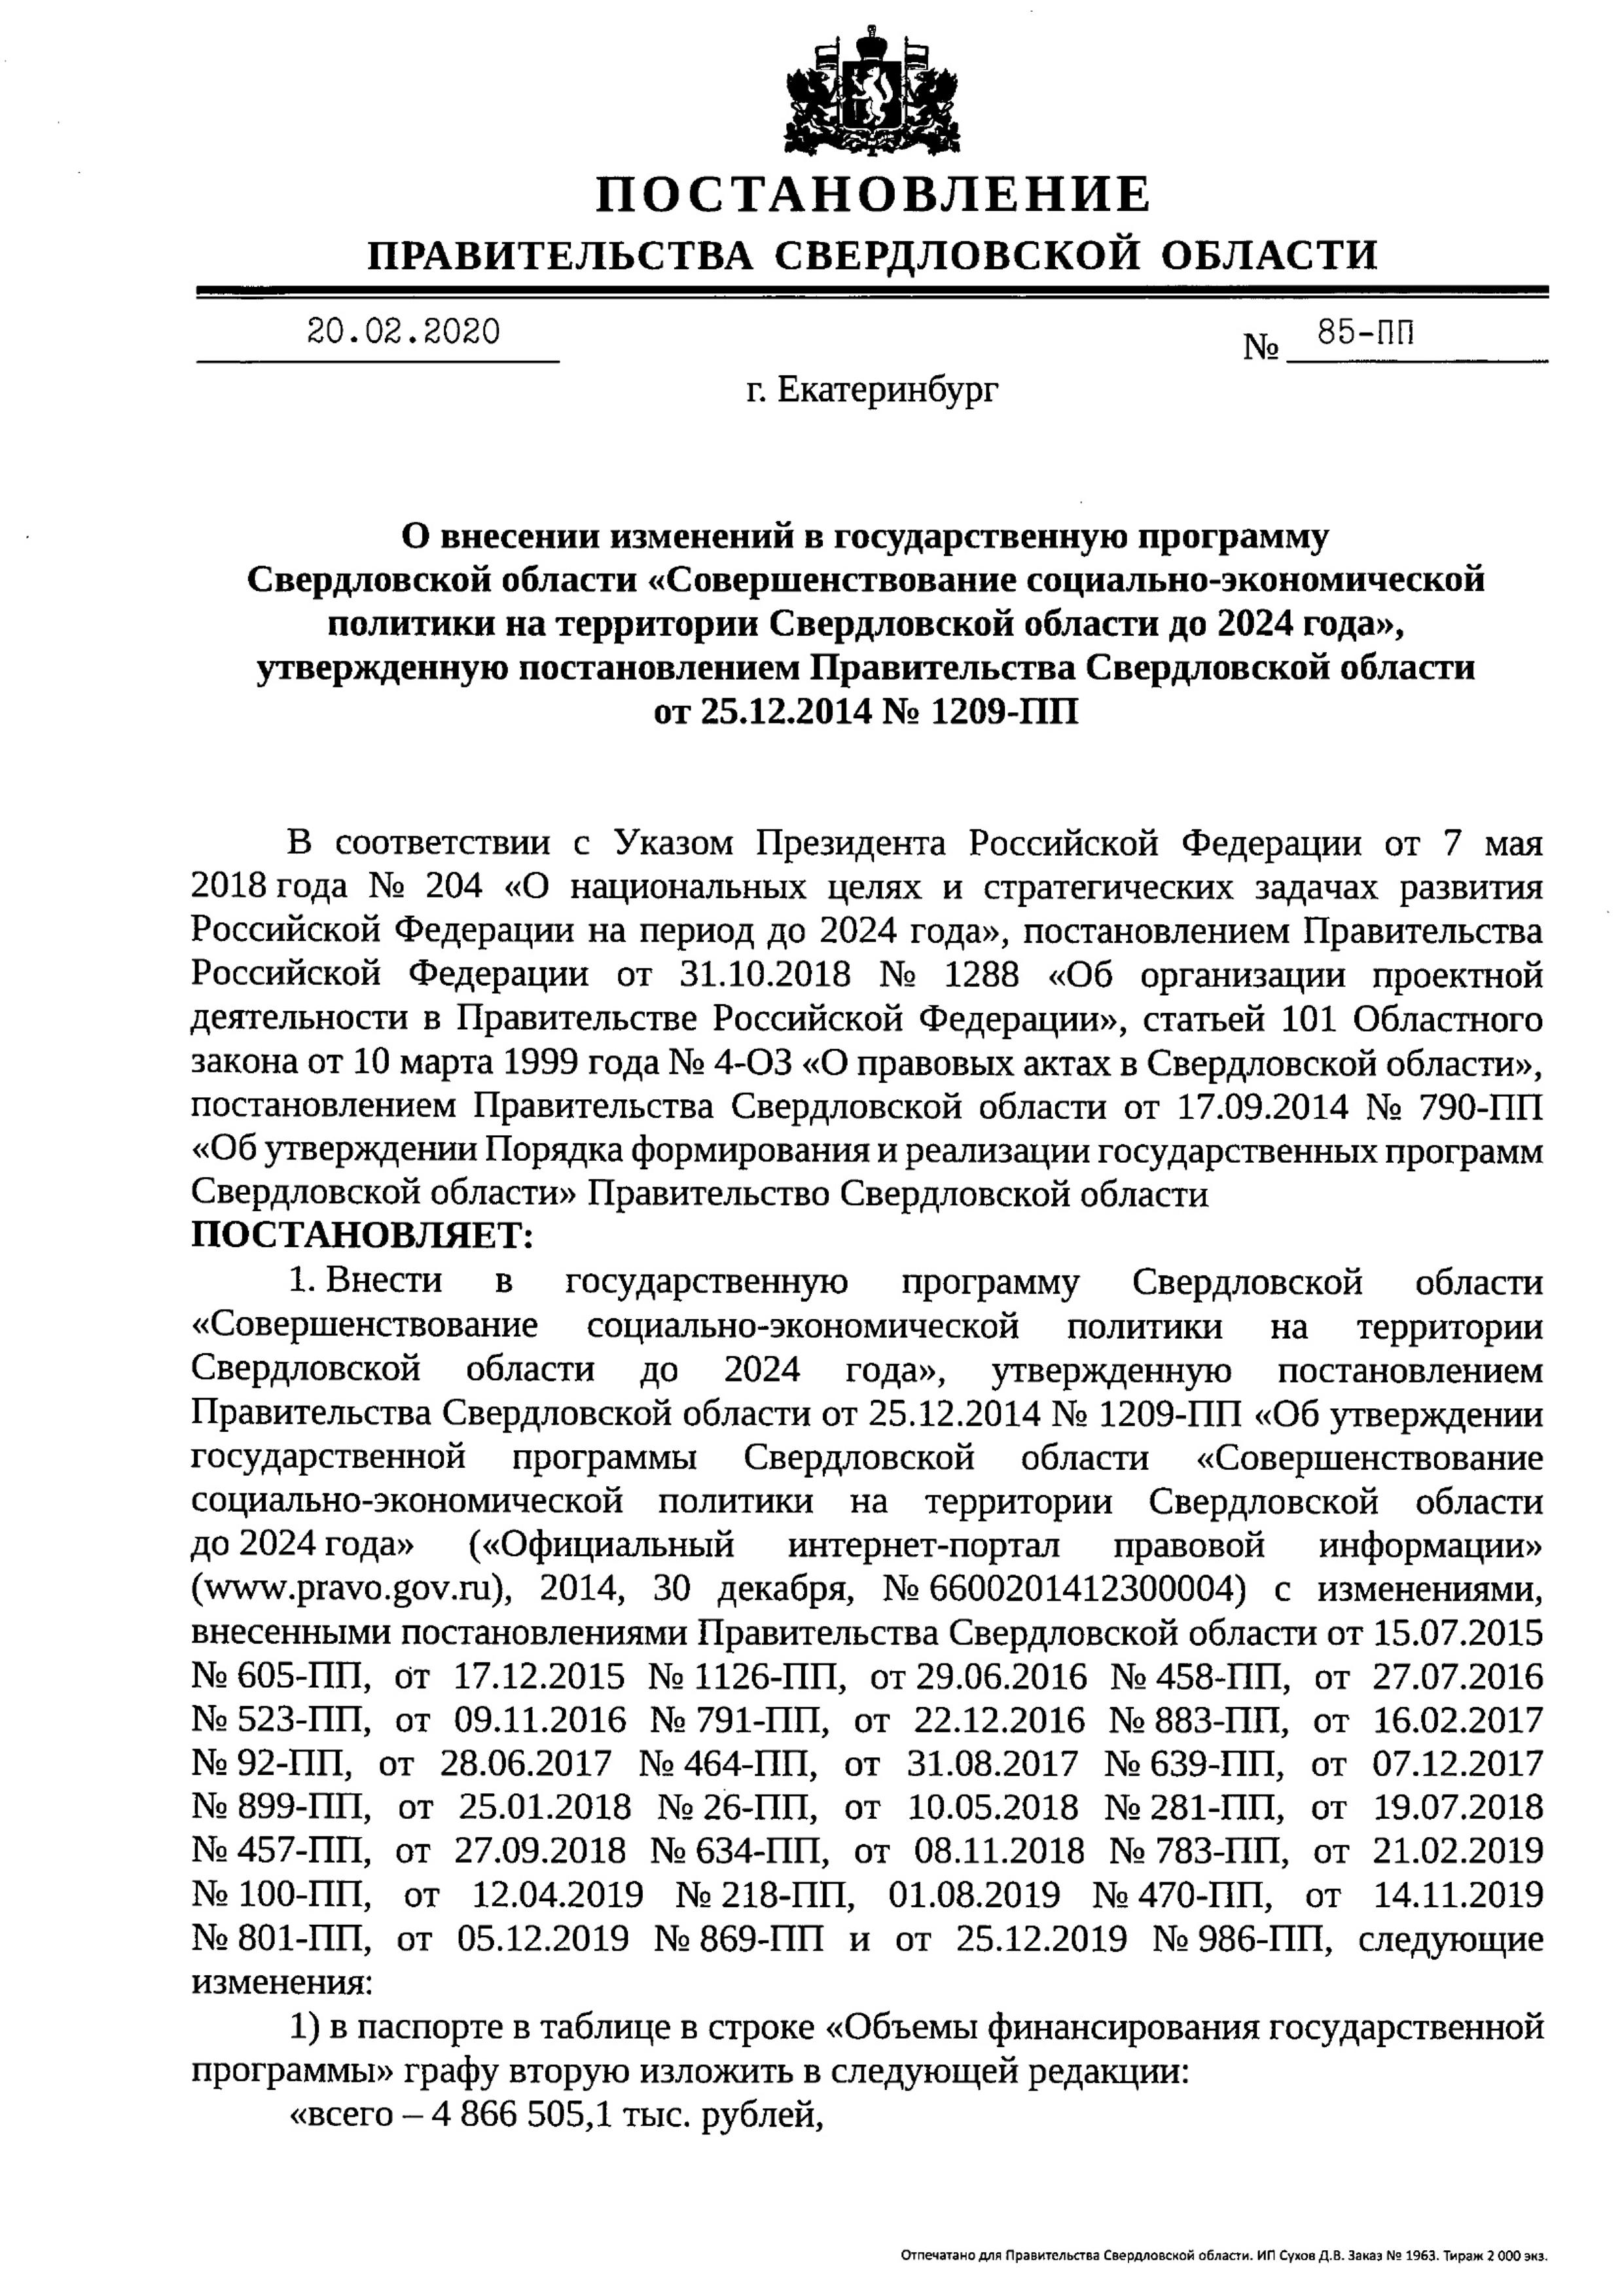 ПОСТАНОВЛЕНИЕ
ПРАВИТЕЛЬСТВА СВЕРДЛОВСКОЙ ОБЛАСТИ
20.02.2020
№ 85-ПП
г. Екатеринбург
О внесении изменений в государственную программу
Свердловской области «Совершенствование социально-экономической
политики на территории Свердловской области до 2024 года»,
утвержденную постановлением Правительства Свердловской области
от 25.12.2014 № 1209-ПП
В соответствии с Указом Президента Российской Федерации от 7 мая
2018 года № 204 «О национальных целях и стратегических задачах развития
Российской Федерации на период до 2024 года», постановлением Правительства
Российской Федерации от 31.10.2018 № 1288 «Об организации проектной
деятельности в Правительстве Российской Федерации», статьей 101 Областного
закона от 10 марта 1999 года № 4-ОЗ «О правовых актах в Свердловской области»,
постановлением Правительства Свердловской области от 17.09.2014 № 790-ПП
«Об утверждении Порядка формирования и реализации государственных программ
Свердловской области» Правительство Свердловской области
ПОСТАНОВЛЯЕТ:
1. Внести в государственную программу Свердловской области
«Совершенствование социально-экономической политики на территории
Свердловской области до 2024 года», утвержденную постановлением
Правительства Свердловской области от 25.12.2014 № 1209-ПП «Об утверждении
государственной программы Свердловской области «Совершенствование
социально-экономической политики на территории Свердловской области
до 2024 года» («Официальный интернет-портал правовой информации»
(www.pravo.gov.ru), 2014, 30 декабря, № 6600201412300004) с изменениями,
внесенными постановлениями Правительства Свердловской области от 15.07.2015
№ 605-ПП, от 17.12.2015 № 1126-ПП, от 29.06.2016 № 458-ПП, от 27.07.2016
№ 523-ПП, от 09.11.2016 № 791-ПП, от 22.12.2016 № 883-ПП, от 16.02.2017
№ 92-ПП, от 28.06.2017 № 464-ПП, от 31.08.2017 № 639-ПП, от 07.12.2017
№ 899-ПП, от 25.01.2018 № 26-ПП, от 10.05.2018 № 281-ПП, от 19.07.2018
№ 457-ПП, от 27.09.2018 № 634-ПП, от 08.11.2018 № 783-ПП, от 21.02.2019
№ 100-ПП, от 12.04.2019 № 218-ПП, 01.08.2019 № 470-ПП, от 14.11.2019
№ 801-ПП, от 05.12.2019 № 869-ПП и от 25.12.2019 № 986-ПП, следующие
изменения:
1) в паспорте в таблице в строке «Объемы финансирования государственной
программы» графу вторую изложить в следующей редакции:
«всего – 4 866 505,1 тыс. рублей,
Отпечатано для Правительства Свердловской области. ИП Сухов Д.В. Заказ № 1963. Тираж 2 000 экз.